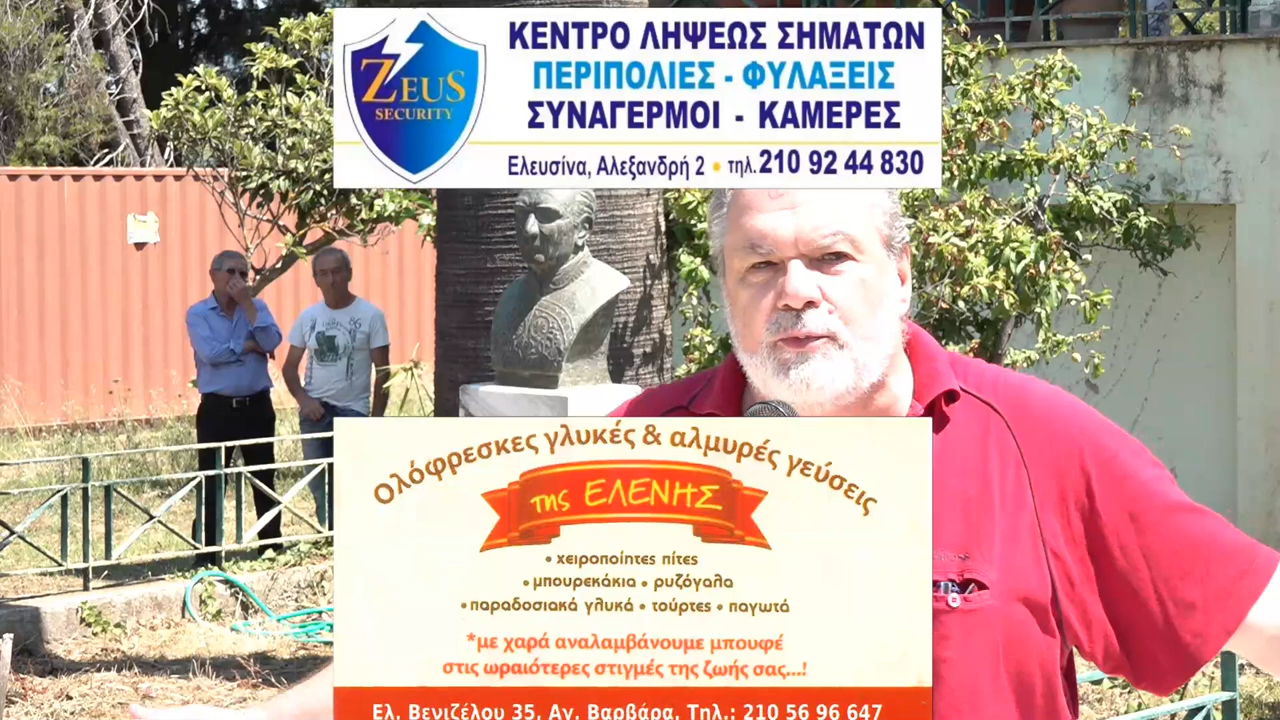 ZEUS
SECURITY
ΚΕΝΤΡΟ ΛΗΨΕΩΣ ΣΗΜΑΤΩΝ
ΠΕΡΙΠΟΛΙΕΣ - ΦΥΛΑΞΕΙΣ
ΣΥΝΑΓΕΡΜΟΙ - ΚΑΜΕΡΕΣ
Ελευσίνα, Αλεξανδρή 2 • τηλ. 210 92 44 830
86
Ολόφρεσκες γλυκές & αλμυρές γεύσεις
της ΕΛΕΝΗΣ
• χειροποίητες πίτες
• μπουρεκάκια • ρυζόγαλα
• παραδοσιακά γλυκά • τούρτες • παγωτά
*με χαρά αναλαμβάνουμε μπουφέ
στις ωραιότερες στιγμές της ζωής σας...!
Ελ. Βενιζέλου 35, Αγ. Βαρβάρα, Τηλ.: 210 56 96 647